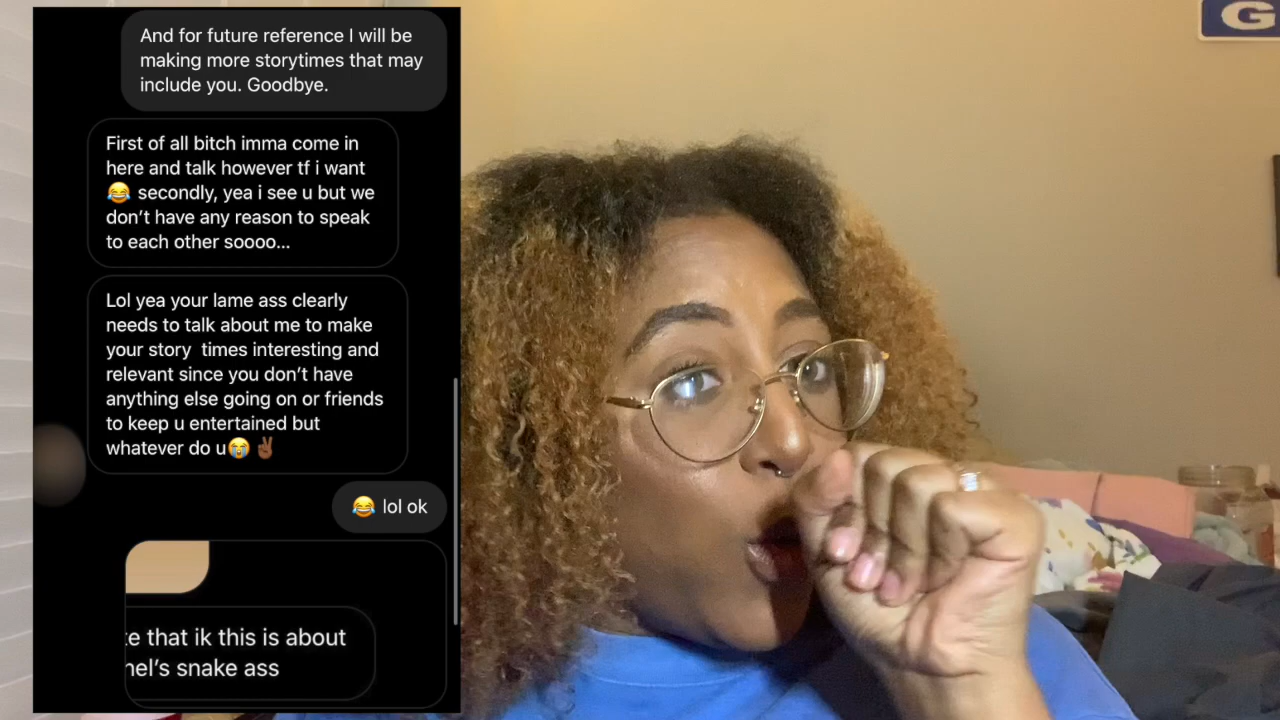 And for future reference I will be
making more storytimes that may
include you. Goodbye.
First of all bitch imma come in
here and talk however tf i want
😂 secondly, yea i see u but we
don't have any reason to speak
to each other soooo...
Lol yea your lame ass clearly
needs to talk about me to make
your story times interesting and
relevant since you don't have
anything else going on or friends
to keep u entertained but
whatever do u😭✌🏾
😂 lol ok
that ik this is about
snake ass
G